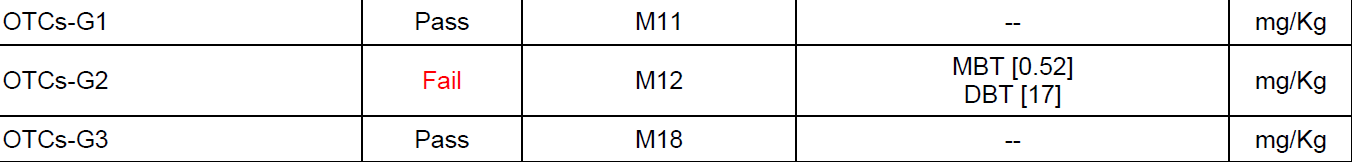 OTCs-G1 Pass M11 -- mg/Kg
OTCs-G2 Fail M12 MBT [0.52] mg/Kg
DBT [17]
OTCs-G3 Pass M18 -- mg/Kg